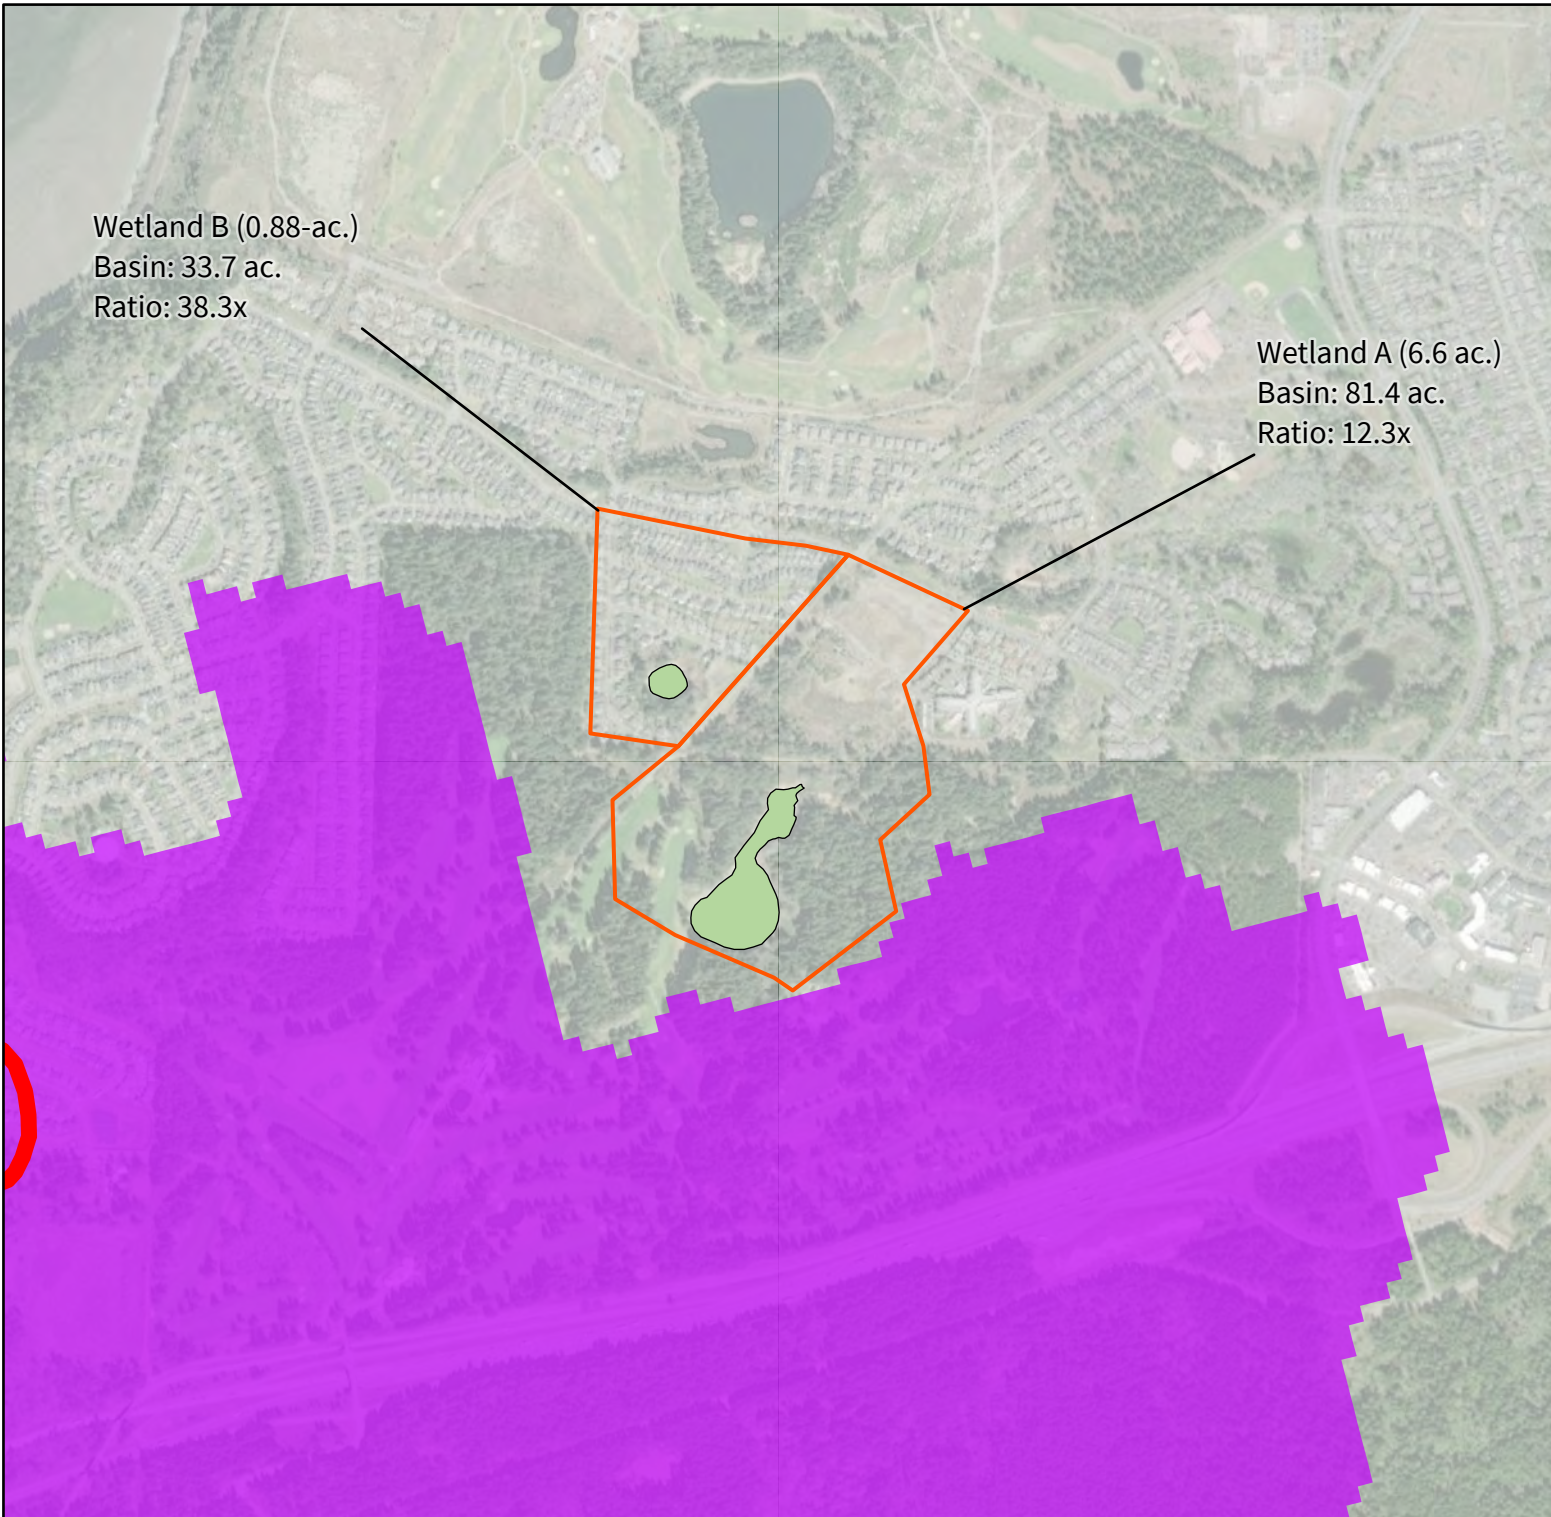 Wetland B (0.88-ac.)
Basin: 33.7 ac.
Ratio: 38.3x
Wetland A (6.6 ac.)
Basin: 81.4 ac.
Ratio: 12.3x